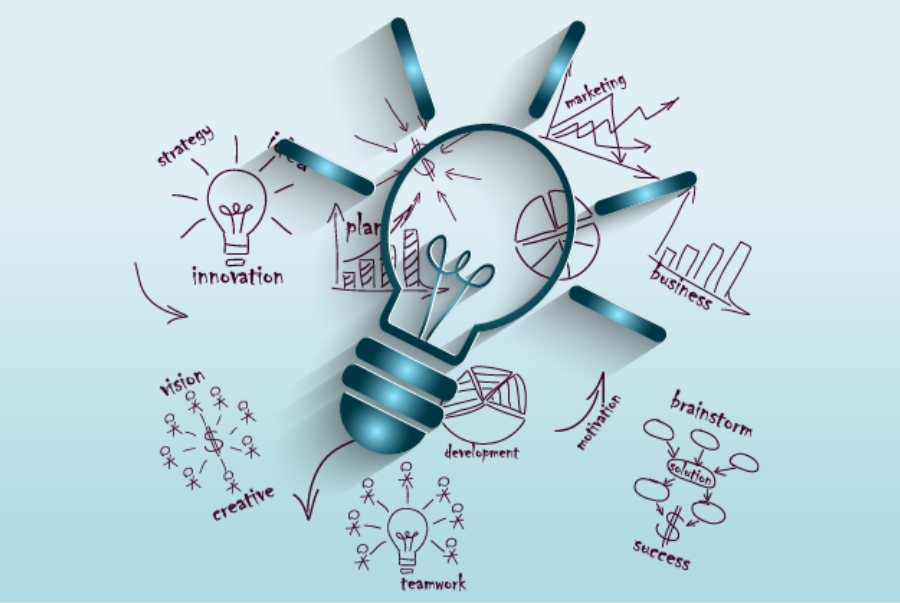 marketing
strategy
idea
plan
innovation
business
vision
motivation
brainstorm
development
solution
creative
success
teamwork